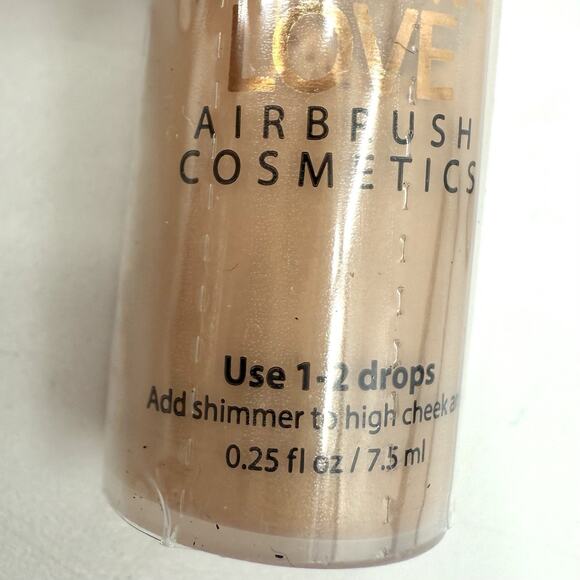 LOVE
AIRBRUSH
COSMETICS
Use 1-2 drops
Add shimmer to high cheek
0.25 fl oz / 7.5 ml